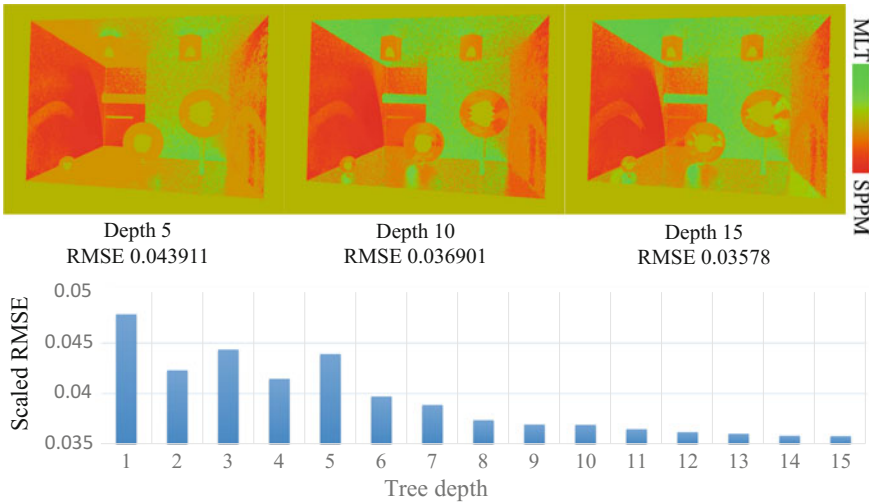 MLT
SPPM
Depth 5
RMSE 0.043911
Depth 10
RMSE 0.036901
Depth 15
RMSE 0.03578
Scaled RMSE
0.05
0.045
0.04
0.035
1 2 3 4 5 6 7 8 9 10 11 12 13 14 15
Tree depth